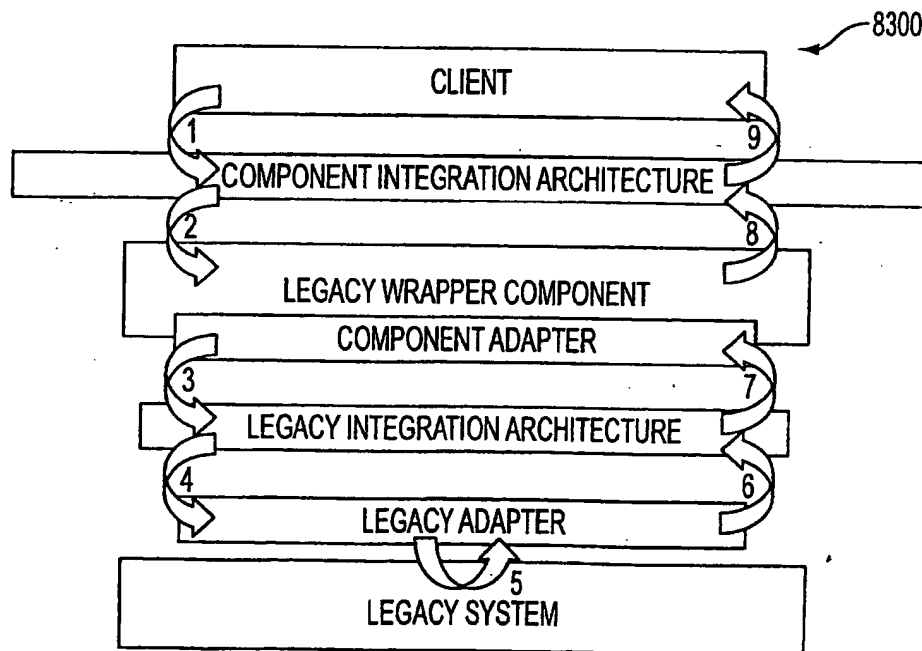 8300
CLIENT
1
9
COMPONENT INTEGRATION ARCHITECTURE
2
8
LEGACY WRAPPER COMPONENT
COMPONENT ADAPTER
3
7
LEGACY INTEGRATION ARCHITECTURE
4
6
LEGACY ADAPTER
5
LEGACY SYSTEM